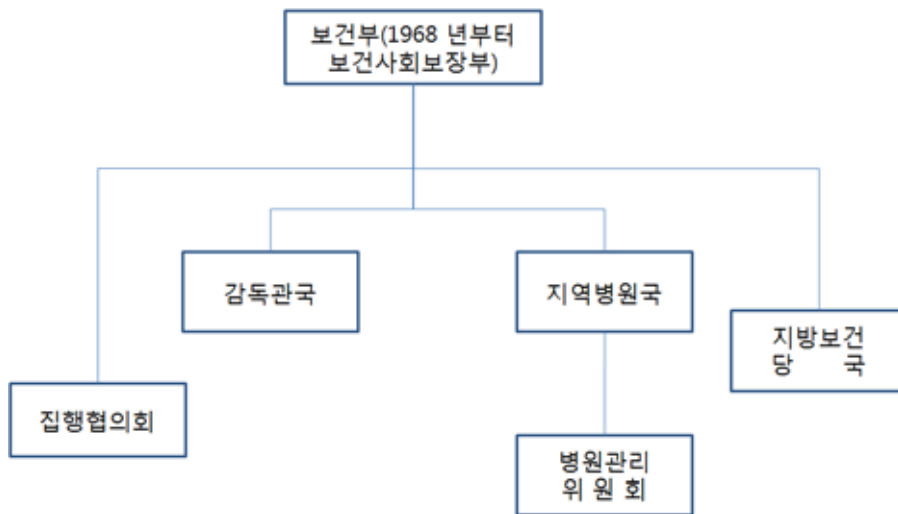 보건부(1968 년부터
보건사회보장부)
감독관국
지역병원국
지방보건
당 국
집행협의회
병원관리
위 원 회